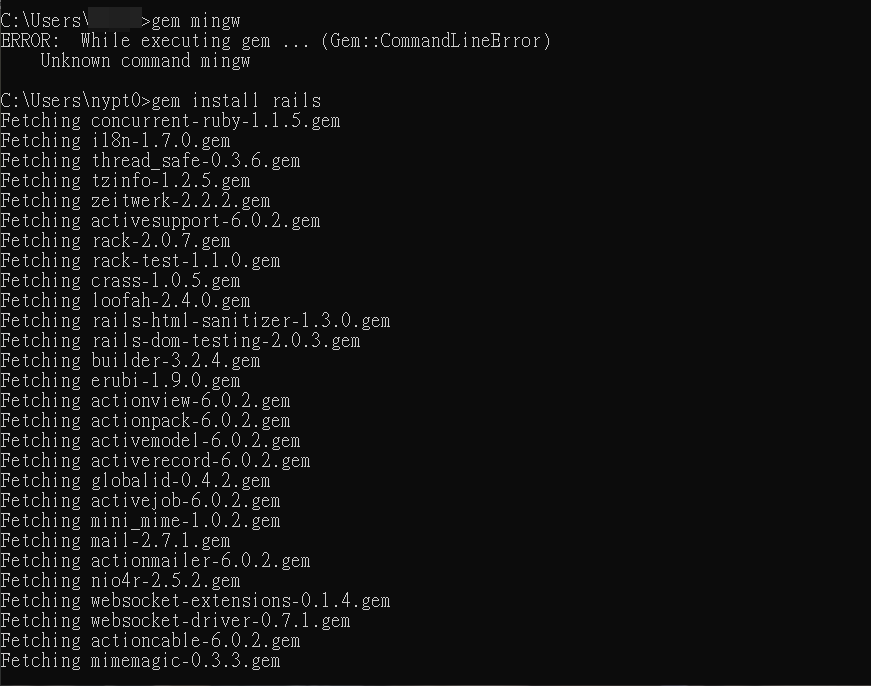 C:\Users\ >gem mingw
ERROR:  While executing gem ... (Gem::CommandLineError)
    Unknown command mingw
C:\Users\nypt0>gem install rails
Fetching concurrent-ruby-1.1.5.gem
Fetching i18n-1.7.0.gem
Fetching thread_safe-0.3.6.gem
Fetching tzinfo-1.2.5.gem
Fetching zeitwerk-2.2.2.gem
Fetching activesupport-6.0.2.gem
Fetching rack-2.0.7.gem
Fetching rack-test-1.1.0.gem
Fetching crass-1.0.5.gem
Fetching loofah-2.4.0.gem
Fetching rails-html-sanitizer-1.3.0.gem
Fetching rails-dom-testing-2.0.3.gem
Fetching builder-3.2.4.gem
Fetching erubi-1.9.0.gem
Fetching actionview-6.0.2.gem
Fetching actionpack-6.0.2.gem
Fetching activemodel-6.0.2.gem
Fetching activerecord-6.0.2.gem
Fetching globalid-0.4.2.gem
Fetching activejob-6.0.2.gem
Fetching mini_mime-1.0.2.gem
Fetching mail-2.7.1.gem
Fetching actionmailer-6.0.2.gem
Fetching nio4r-2.5.2.gem
Fetching websocket-extensions-0.1.4.gem
Fetching websocket-driver-0.7.1.gem
Fetching actioncable-6.0.2.gem
Fetching mimemagic-0.3.3.gem